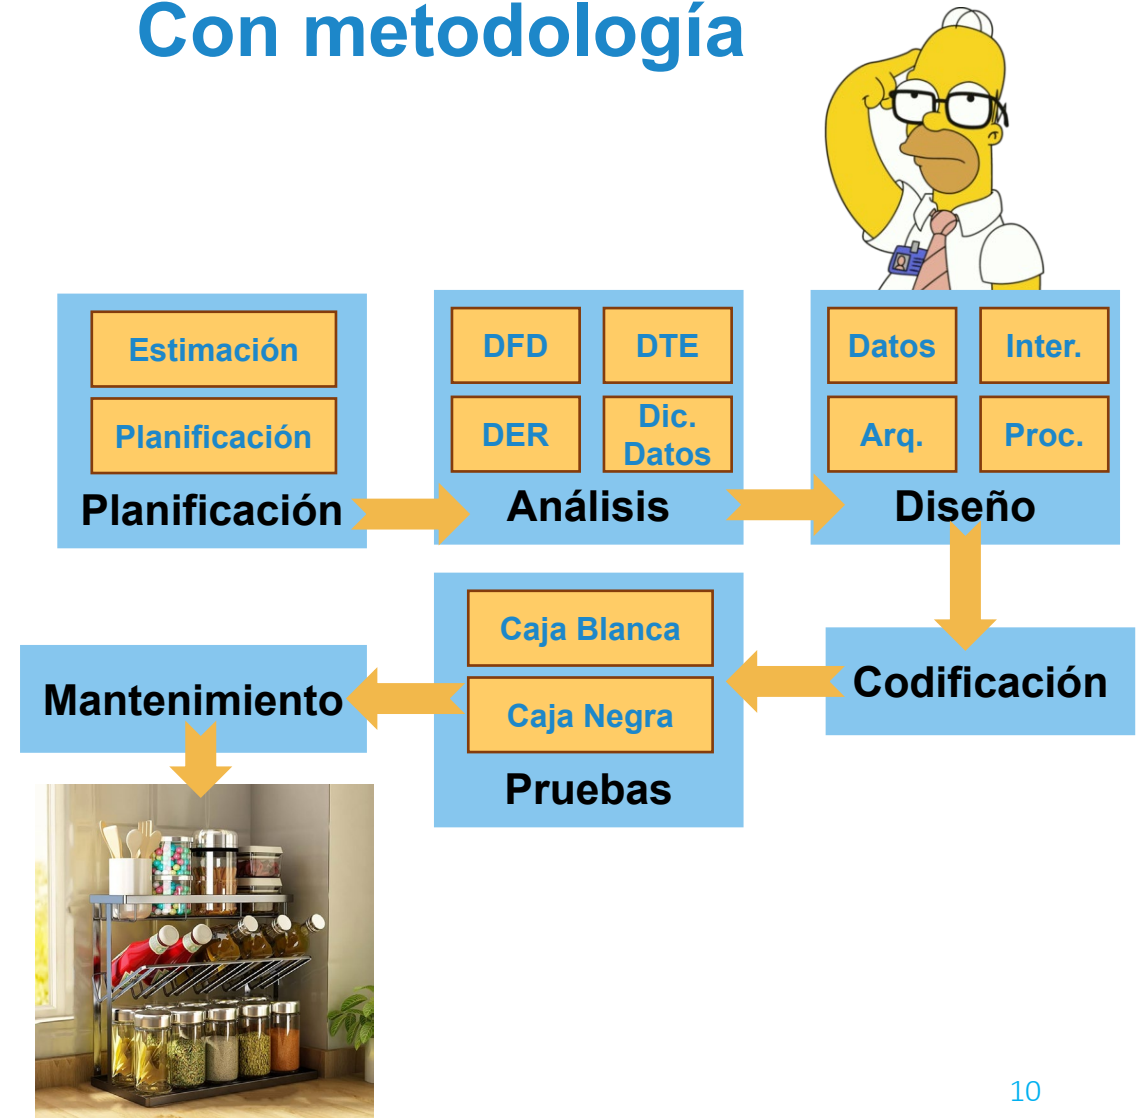 Con metodología
Estimación
Planificación
Planificación
DFD
DTE
DER
Dic.
Datos
Análisis
Datos
Inter.
Arq.
Proc.
Diseño
Codificación
Caja Blanca
Caja Negra
Pruebas
Mantenimiento
10